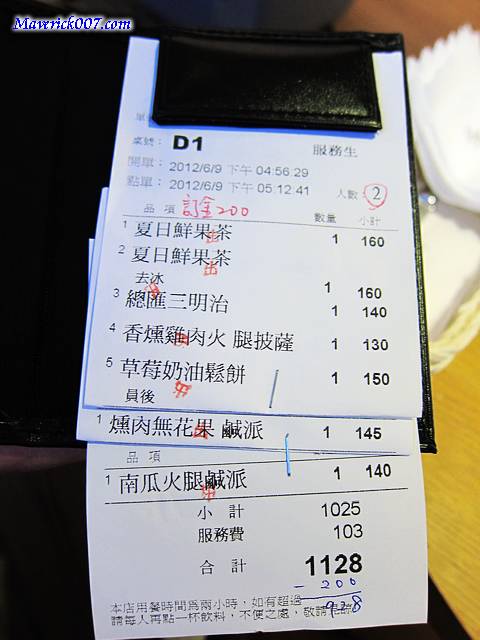 Maverick007.com
桌號： D1 服務生
開單： 2012/6/9 下午 04:56:29
點單： 2012/6/9 下午 05:12:41 人數 2
品 項 訂金200 數量 小計
1 夏日鮮果茶 1 160
2 夏日鮮果茶
去冰 1 160
3 總匯三明治 1 140
4 香燻雞肉火 腿披薩 1 130
5 草莓奶油鬆餅 1 150
員後
1 燻肉無花果 鹹派 1 145
品 項
1 南瓜火腿鹹派 1 140
小 計 1025
服務費 103
合 計 1128
- 200
928
本店用餐時間為兩小時，如有超過
請每人再點一杯飲料，不便之處，敬請見諒